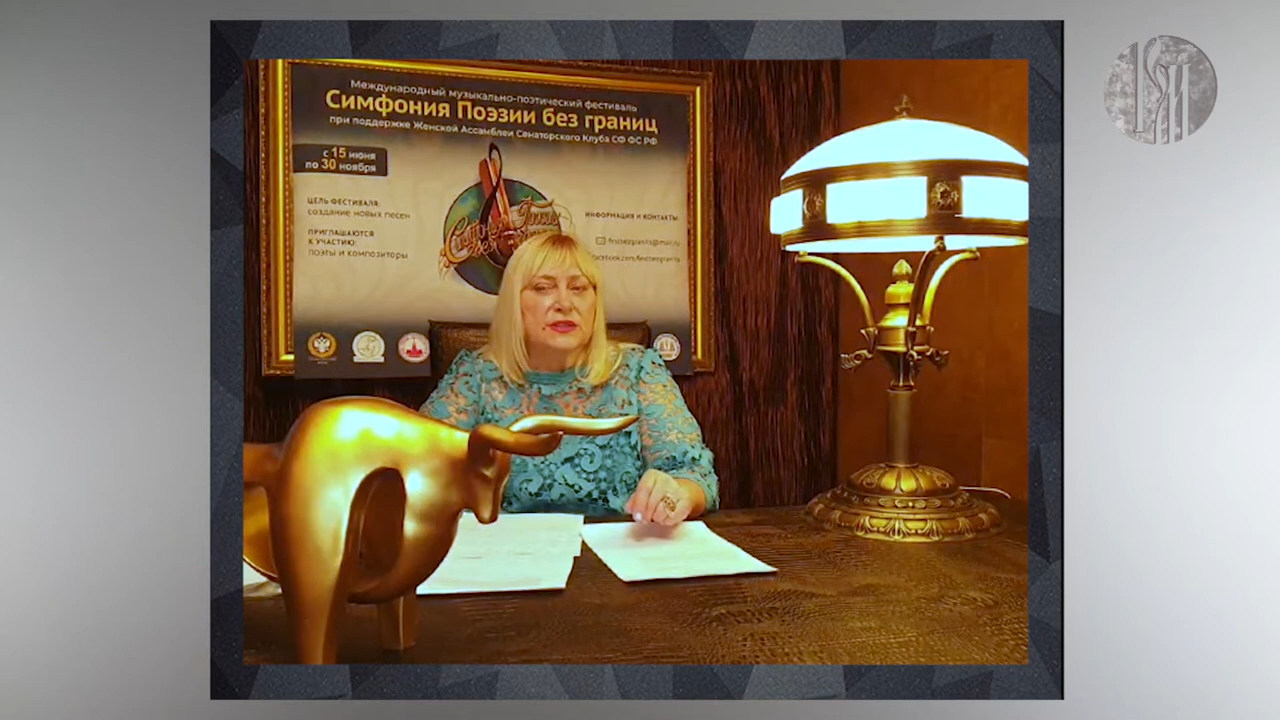 Международный музыкально-поэтический фестиваль
Симфония Поэзии без границ
при поддержке Женской Ассамблеи Сенаторского Клуба СФ ФС РФ
с 15 июня
по 30 ноября
ЦЕЛЬ ФЕСТИВАЛЯ:
создание новых песен
ПРИГЛАШАЮТСЯ
К УЧАСТИЮ:
поэты и композиторы
ИНФОРМАЦИЯ И КОНТАКТЫ